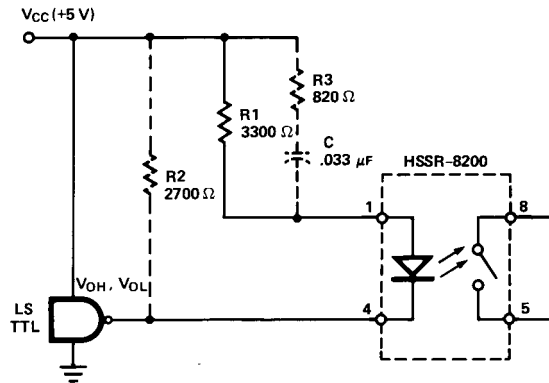 VCC (+5 V)
R3
820 Ω
R1
3300 Ω
C
.033 μF
R2
2700 Ω
HSSR-8200
1
8
4
5
VOH, VOL
LS
TTL